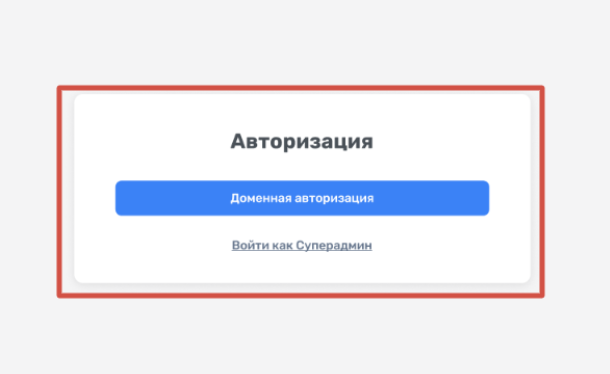 Авторизация
Доменная авторизация
Войти как Суперадмин